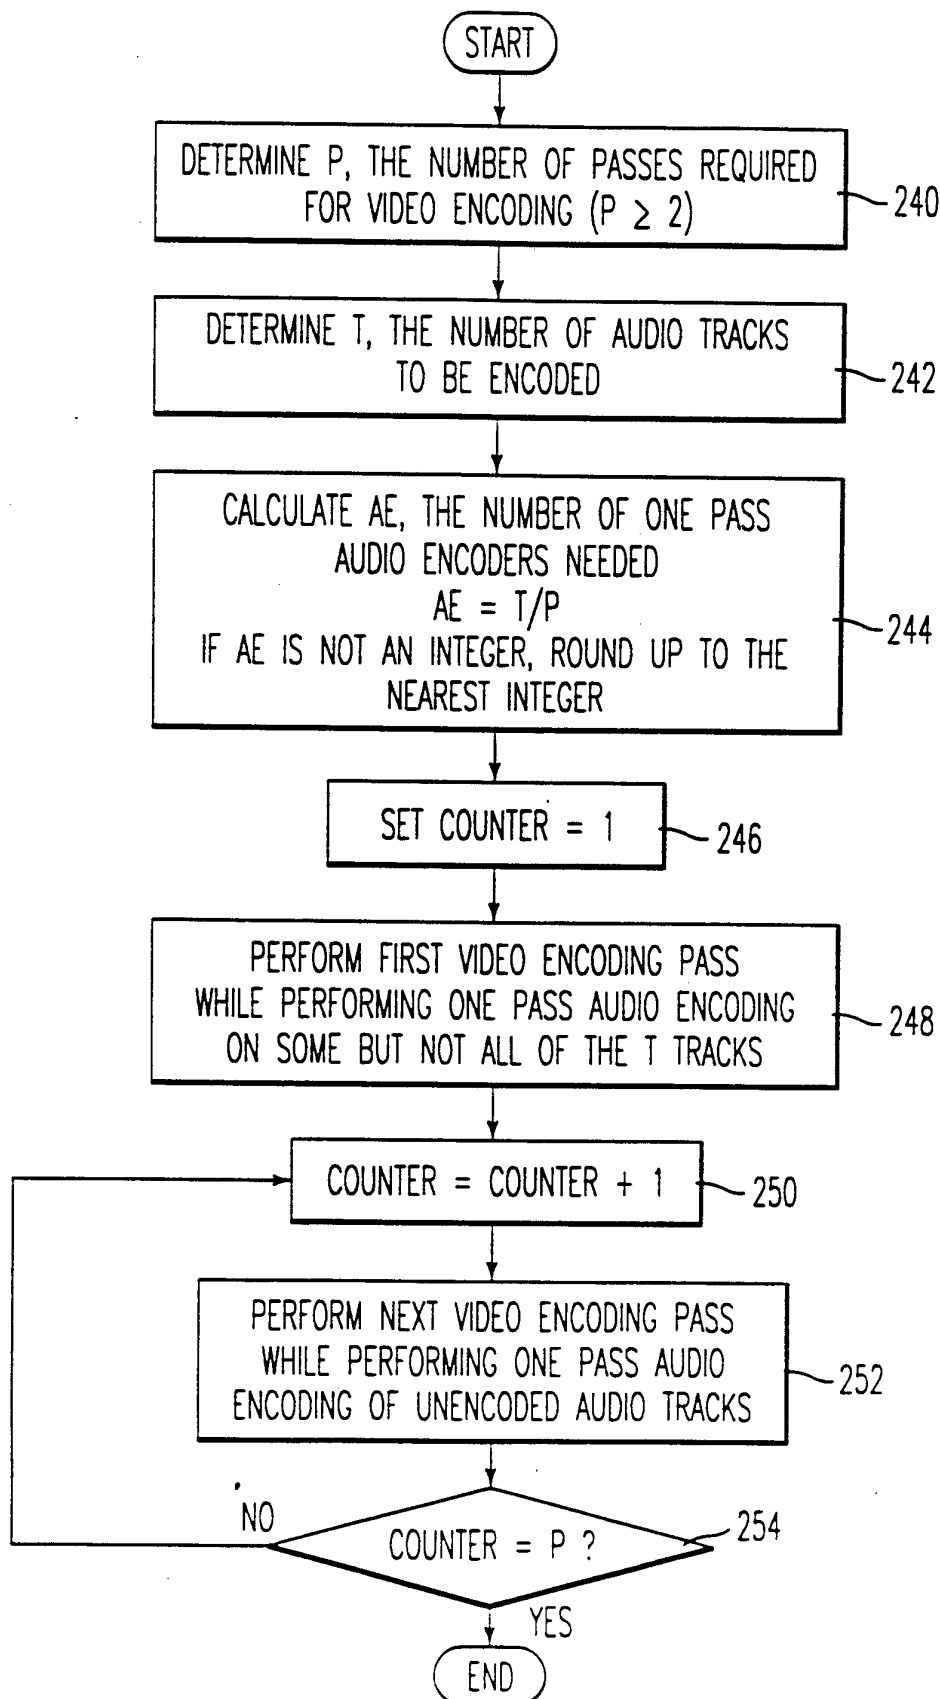 START
DETERMINE P, THE NUMBER OF PASSES REQUIRED
FOR VIDEO ENCODING (P ≥ 2)
240
DETERMINE T, THE NUMBER OF AUDIO TRACKS
TO BE ENCODED
242
CALCULATE AE, THE NUMBER OF ONE PASS
AUDIO ENCODERS NEEDED
AE = T/P
IF AE IS NOT AN INTEGER, ROUND UP TO THE
NEAREST INTEGER
244
SET COUNTER = 1
246
PERFORM FIRST VIDEO ENCODING PASS
WHILE PERFORMING ONE PASS AUDIO ENCODING
ON SOME BUT NOT ALL OF THE T TRACKS
248
COUNTER = COUNTER + 1
250
PERFORM NEXT VIDEO ENCODING PASS
WHILE PERFORMING ONE PASS AUDIO
ENCODING OF UNENCODED AUDIO TRACKS
252
NO
COUNTER = P ?
254
YES
END